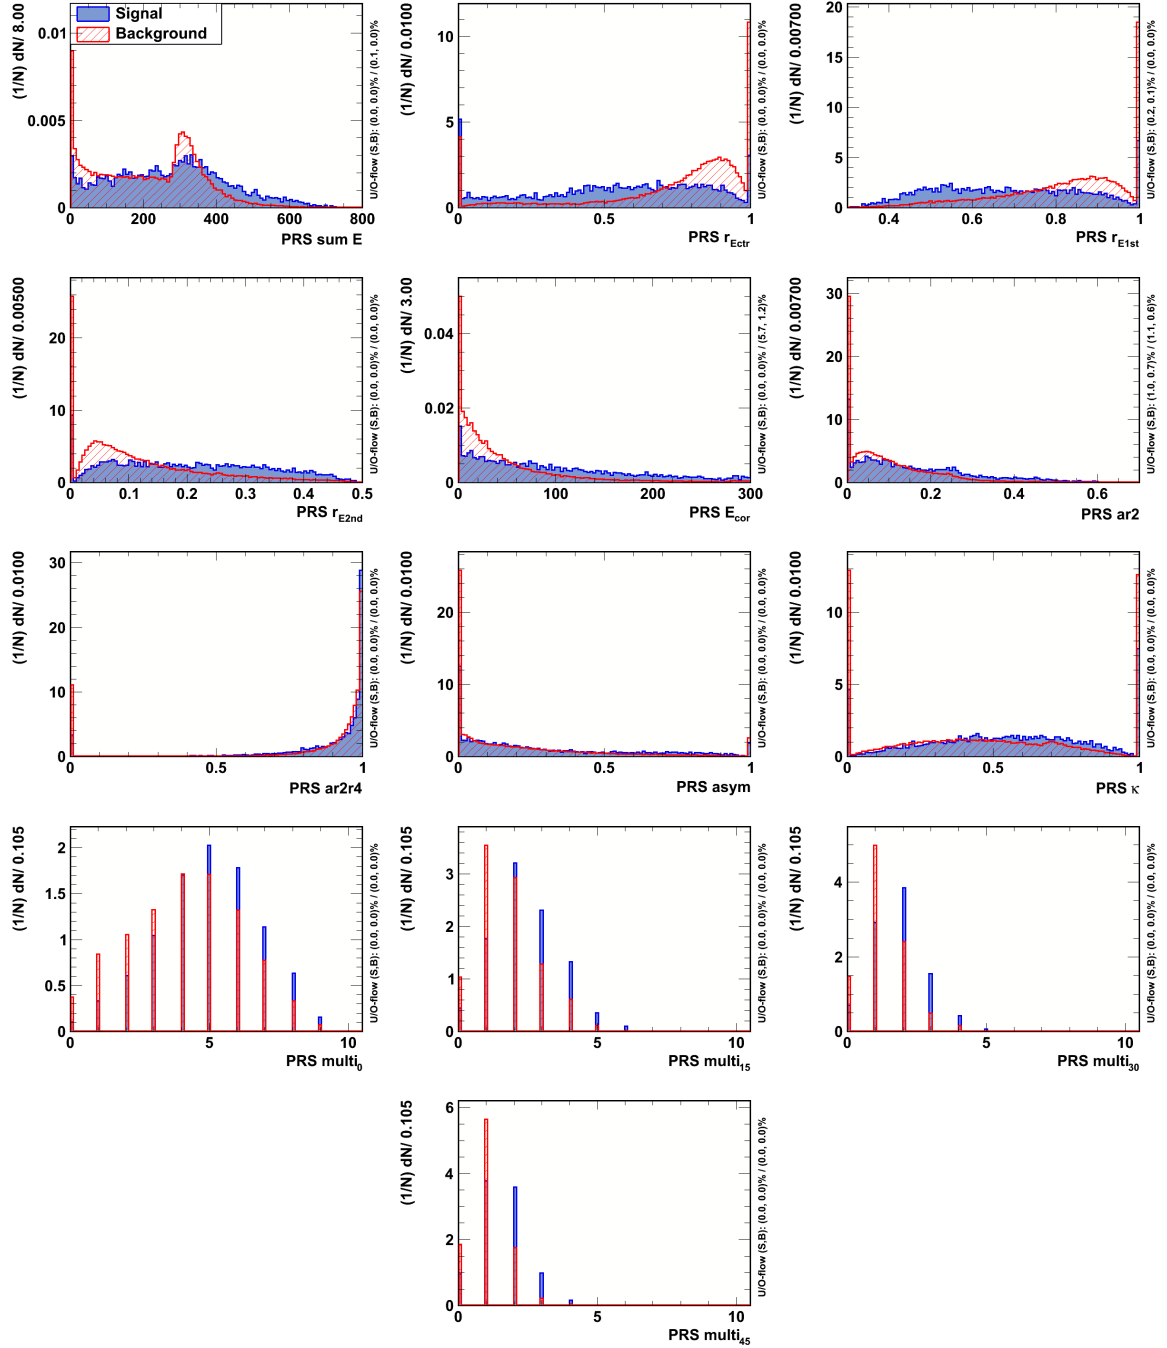 Signal
Background
(1/N) dN/ 8.00
0.01
0.005
0
0 200 400 600 800
PRS sum E
U/O-flow (S,B): (0.0, 0.0)% / (0.1, 0.0)%
(1/N) dN/ 0.0100
10
5
0
0 0.5 1
PRS r_Ectr
U/O-flow (S,B): (0.0, 0.0)% / (0.0, 0.0)%
(1/N) dN/ 0.00700
20
15
10
5
0
0.4 0.6 0.8 1
PRS r_E1st
U/O-flow (S,B): (0.2, 0.1)% / (0.0, 0.0)%
(1/N) dN/ 0.00500
20
10
0
0 0.1 0.2 0.3 0.4 0.5
PRS r_E2nd
U/O-flow (S,B): (0.0, 0.0)% / (0.0, 0.0)%
(1/N) dN/ 3.00
0.04
0.02
0
0 100 200 300
PRS E_cor
U/O-flow (S,B): (0.0, 0.0)% / (5.7, 1.2)%
(1/N) dN/ 0.00700
30
20
10
0
0 0.2 0.4 0.6
PRS ar2
U/O-flow (S,B): (1.0, 0.7)% / (1.1, 0.6)%
(1/N) dN/ 0.0100
30
20
10
0
0 0.5 1
PRS ar2r4
U/O-flow (S,B): (0.0, 0.0)% / (0.0, 0.0)%
(1/N) dN/ 0.0100
20
10
0
0 0.5 1
PRS asym
U/O-flow (S,B): (0.0, 0.0)% / (0.0, 0.0)%
(1/N) dN/ 0.0100
10
5
0
0 0.5 1
PRS κ
U/O-flow (S,B): (0.0, 0.0)% / (0.0, 0.0)%
(1/N) dN/ 0.105
2
1.5
1
0.5
0
0 5 10
PRS multi_0
U/O-flow (S,B): (0.0, 0.0)% / (0.0, 0.0)%
(1/N) dN/ 0.105
3
2
1
0
0 5 10
PRS multi_15
U/O-flow (S,B): (0.0, 0.0)% / (0.0, 0.0)%
(1/N) dN/ 0.105
4
2
0
0 5 10
PRS multi_30
U/O-flow (S,B): (0.0, 0.0)% / (0.0, 0.0)%
(1/N) dN/ 0.105
6
4
2
0
0 5 10
PRS multi_45
U/O-flow (S,B): (0.0, 0.0)% / (0.0, 0.0)%